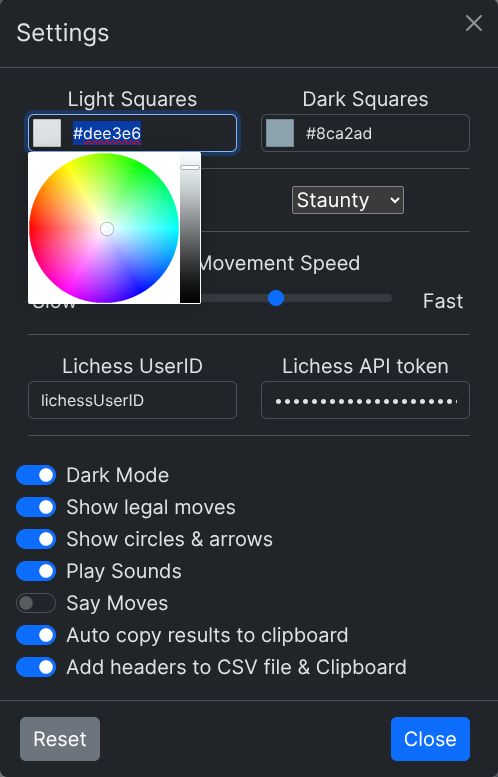 Settings
Light Squares Dark Squares
#dee3e6 #8ca2ad
Staunty
Movement Speed
Slow Fast
Lichess UserID Lichess API token
lichessUserID ••••••••••••••••••••••
Dark Mode
Show legal moves
Show circles & arrows
Play Sounds
Say Moves
Auto copy results to clipboard
Add headers to CSV file & Clipboard
Reset Close